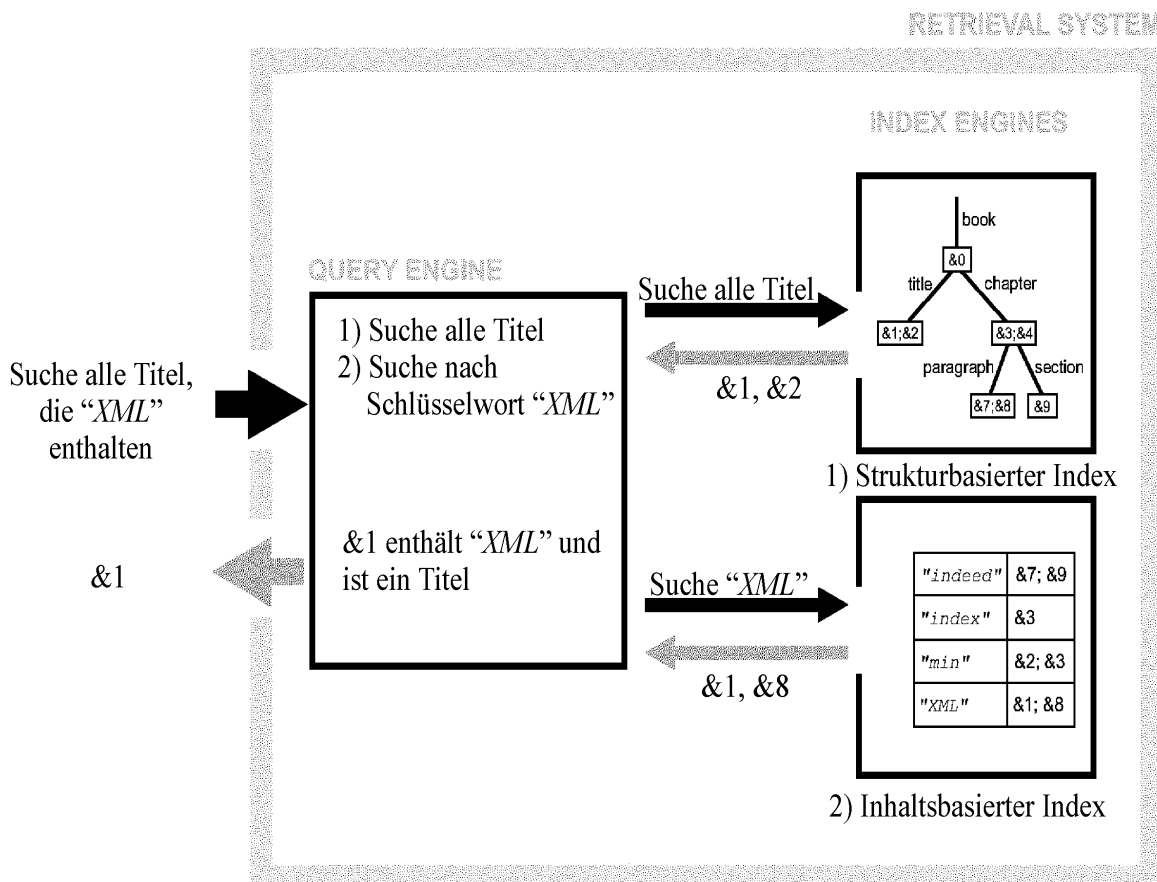 RETRIEVAL SYSTEM
INDEX ENGINES
book
&0
title
chapter
&1;&2
&3;&4
paragraph
section
&7;&8
&9
1) Strukturbasierter Index
QUERY ENGINE
1) Suche alle Titel
2) Suche nach
Schlüsselwort “XML”
&1 enthält “XML” und
ist ein Titel
Suche alle Titel
&1, &2
Suche alle Titel,
die “XML”
enthalten
&1
Suche “XML”
&1, &8
"indeed" &7; &9
"index" &3
"min" &2; &3
"XML" &1; &8
2) Inhaltsbasierter Index